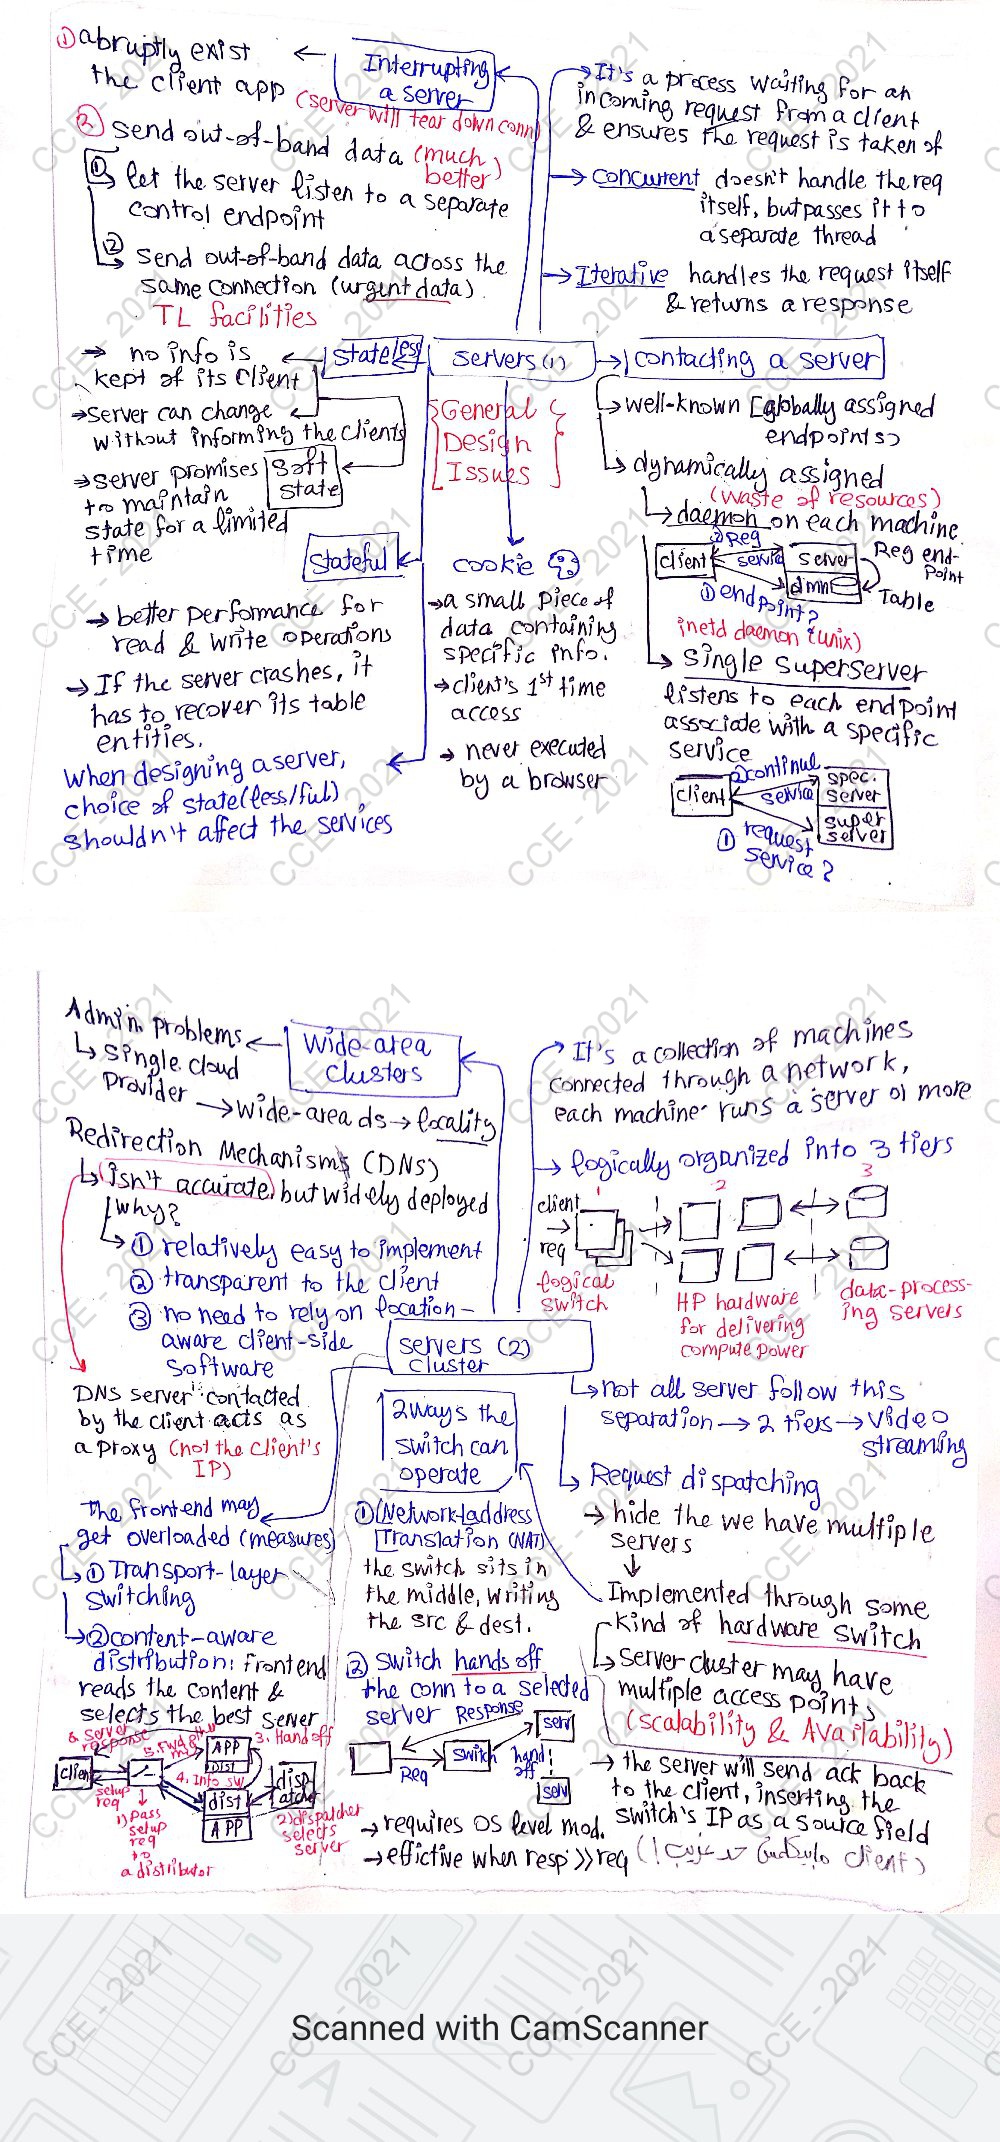 ① abruptly exist
the client app
(server will tear down conn)
② send out-of-band data (much better)
① let the server listen to a separate
control endpoint
② send out-of-band data across the
same connection (urgent data)
TL facilities
Interrupting
a server
It's a process waiting for an
incoming request from a client
& ensures the request is taken of
→ concurrent doesn't handle the req
itself, but passes it to
a separate thread
→ Iterative handles the request itself
& returns a response
stateless
→ no info is
kept of its client
→ server can change
without informing the clients
→ server promises
to maintain
state for a limited
time
soft
state
servers (1)
General
Design
Issues
contacting a server
well-known [globally assigned
endpoints]
dynamically assigned
(waste of resources)
daemon on each machine
② Req
client
service
server
dmn
Reg end-
point
Table
① endpoint?
inetd daemon (unix)
single superserver
listens to each endpoint
associate with a specific
service
② continue
client
service
spec.
server
super
server
① request
service?
Stateful
→ better performance for
read & write operations
→ If the server crashes, it
has to recover its table
entities.
when designing a server,
choice of state(less/ful)
shouldn't affect the services
cookie
→ a small piece of
data containing
specific info.
→ client's 1st time
access
→ never executed
by a browser
wide-area
clusters
Admin problems
single cloud
provider
→ wide-area ds → locality
Redirection Mechanisms (DNS)
isn't accurate, but widely deployed
why?
① relatively easy to implement
② transparent to the client
③ no need to rely on location-
aware client-side
software
DNS server contacted
by the client acts as
a proxy (not the client's
IP)
It's a collection of machines
connected through a network,
each machine runs a server or more
→ logically organized into 3 tiers
client
req
1
2
3
logical
switch
HP hardware
for delivering
compute power
data-process-
ing servers
servers (2)
cluster
not all server follow this
separation → 2 tiers → video
streaming
Request dispatching
→ hide the we have multiple
servers
Implemented through some
kind of hardware switch
server cluster may have
multiple access points
(scalability & Availability)
→ the server will send ack back
to the client, inserting the
switch's IP as a source field
2 ways the
switch can
operate
① Network address
Translation (NAT)
the switch sits in
the middle, writing
the src & dest.
② switch hands off
the conn to a selected
server
Response
Req
switch
hand
off
serv
serv
→ requires OS level mod.
→ effictive when resp >> req
the frontend may
get overloaded (measures)
① Transport-layer
switching
② content-aware
distribution: frontend
reads the content &
selects the best server
6. server
response
3. Hand off
client
APP
Dist
4. Info sw
setup
req
dist
APP
disp
atcher
1) pass
setup
req
to
a distributor
2) dispatcher
selects
server
CCE - 2021
Scanned with CamScanner